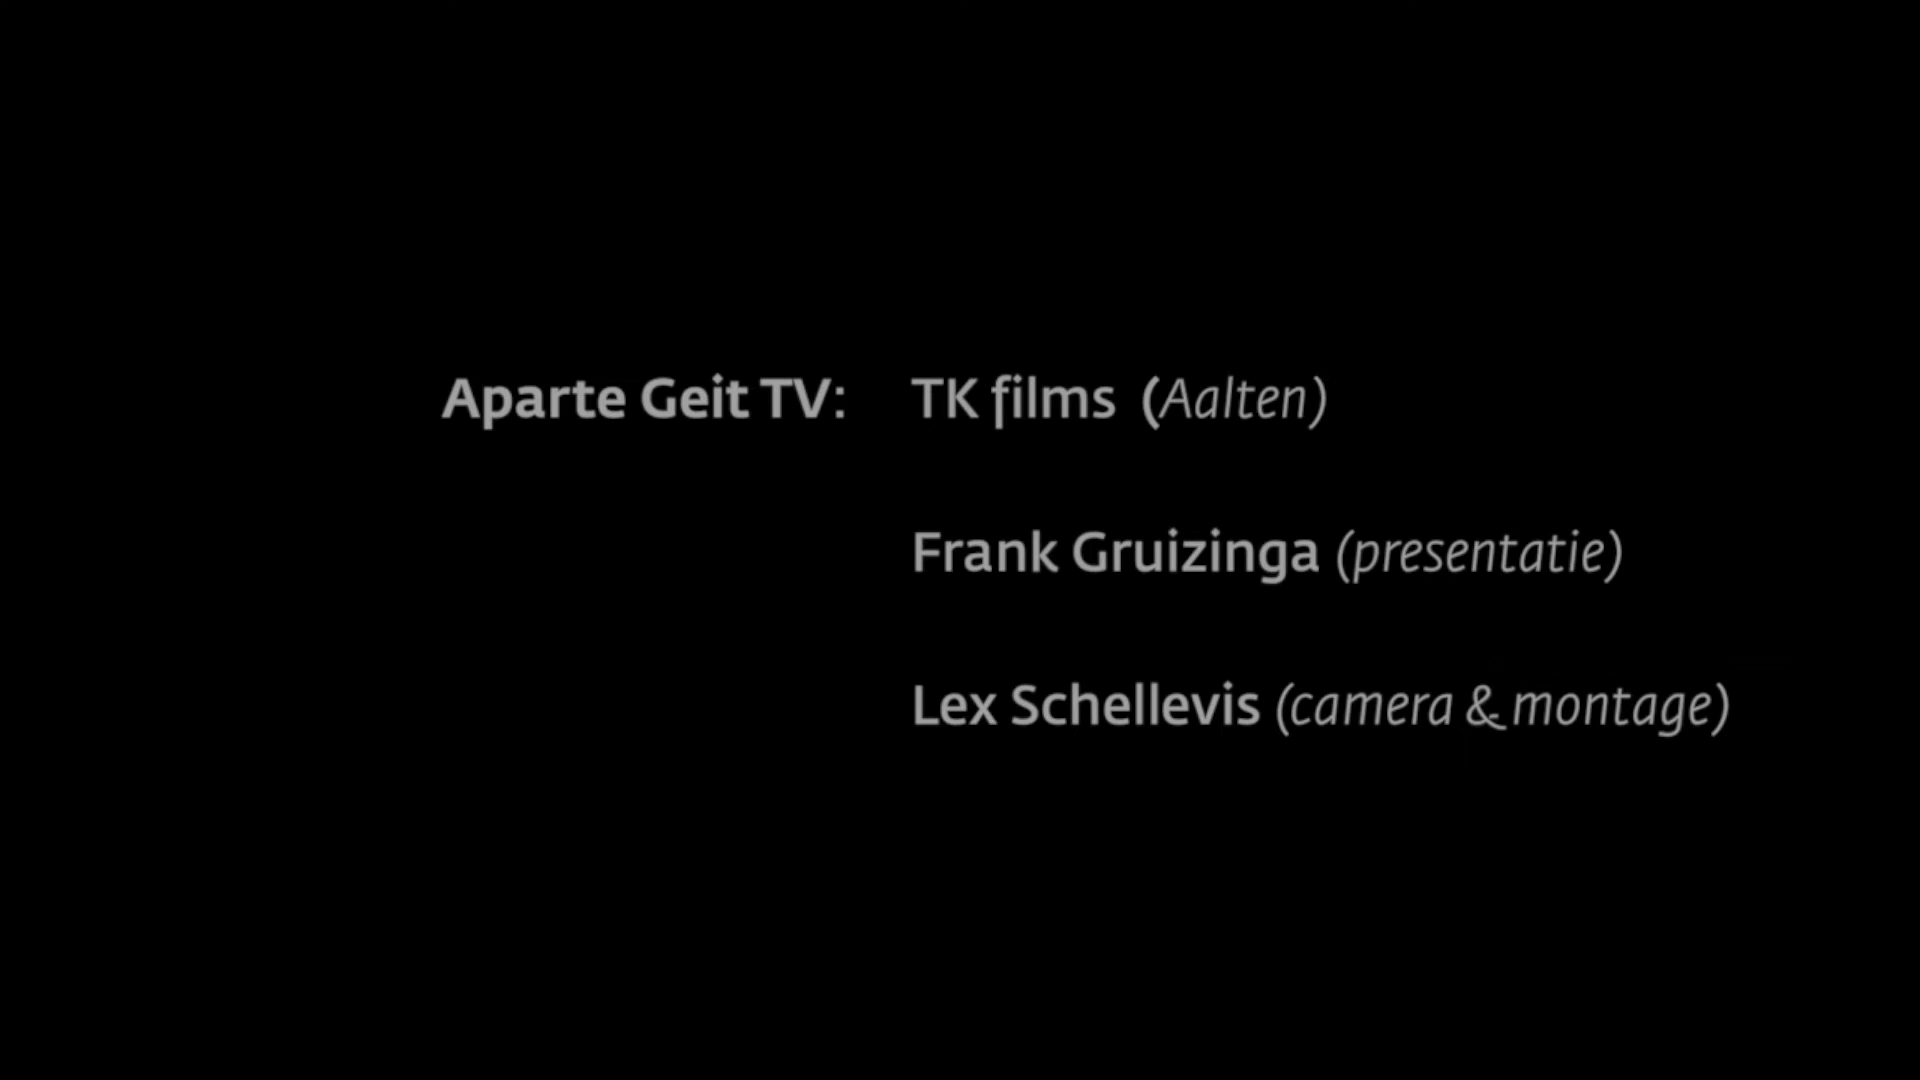 Aparte Geit TV: TK films (Aalten)
Frank Gruizinga (presentatie)
Lex Schellevis (camera & montage)